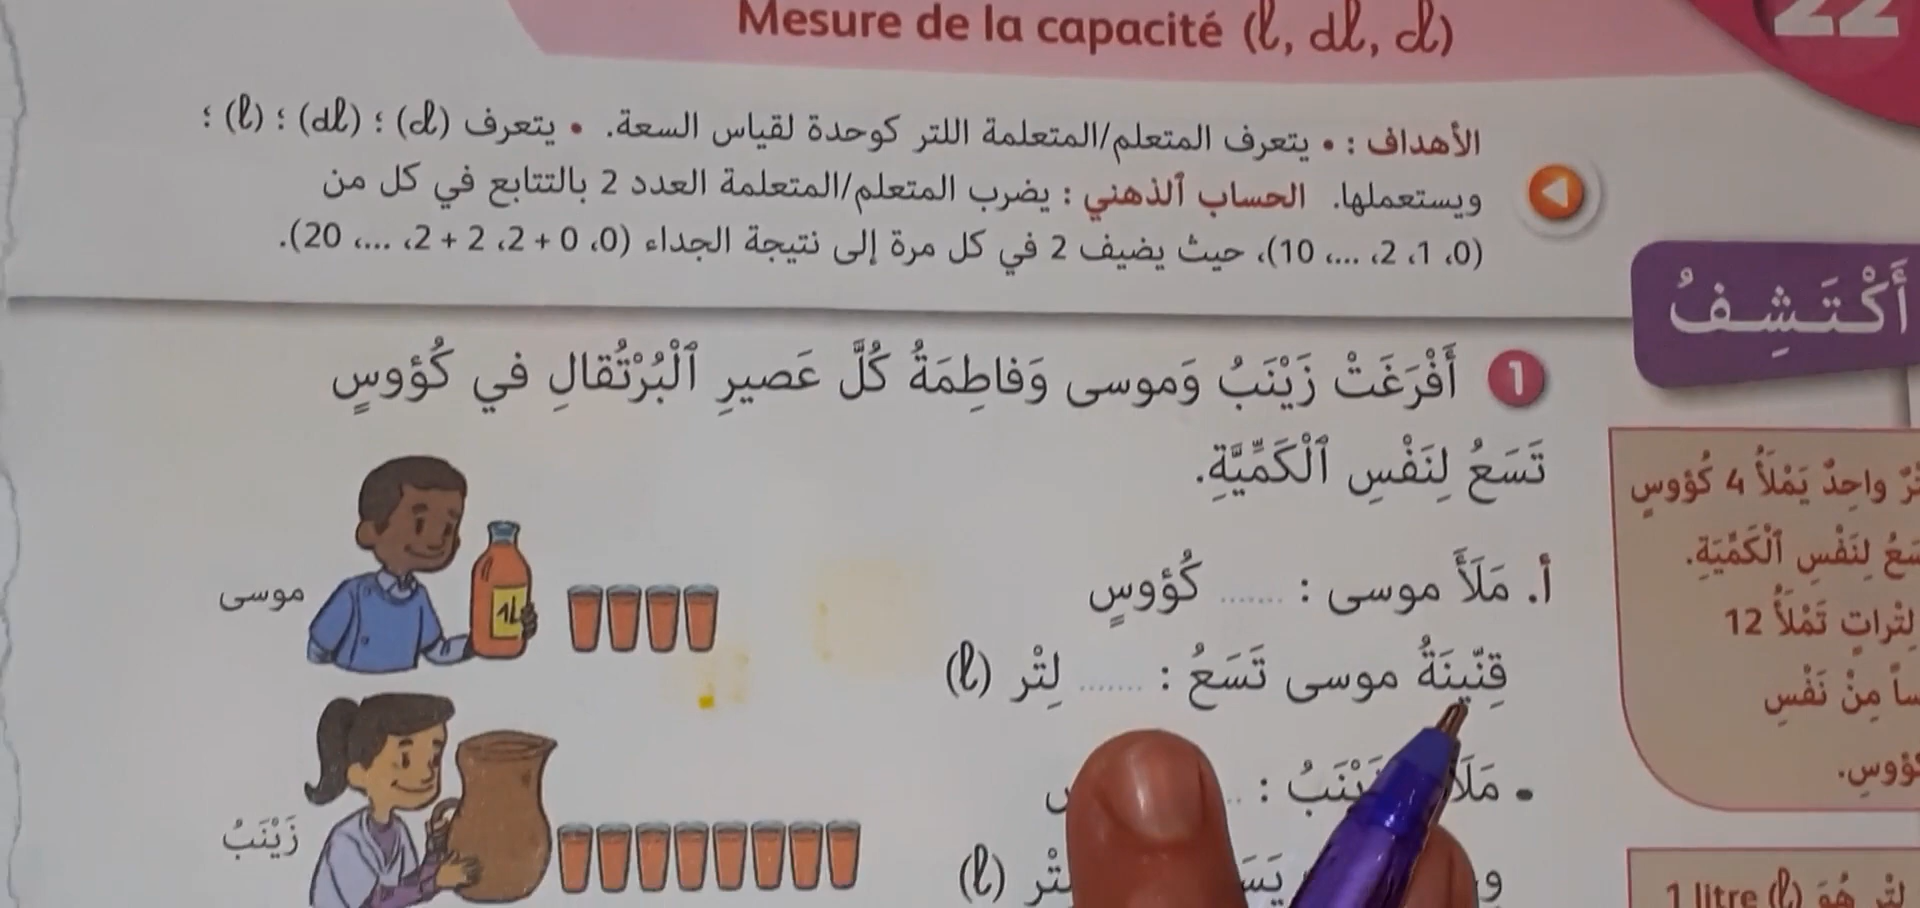 22
Mesure de la capacité (l, dl, cl)
الأهداف : • يتعرف المتعلم/المتعلمة اللتر كوحدة لقياس السعة. • يتعرف (cl) ؛ (dl) ؛ (l) ؛
ويستعملها. الحساب ٱلذهني : يضرب المتعلم/المتعلمة العدد 2 بالتتابع في كل من
(0، 1، 2، ...، 10)، حيث يضيف 2 في كل مرة إلى نتيجة الجداء (0، 0 + 2، 2 + 2، ...، 20).
أَكْتَشِفُ
1 أَفْرَغَتْ زَيْنَبُ وَموسى وَفاطِمَةُ كُلَّ عَصيرِ ٱلْبُرْتُقالِ في كُؤوسٍ
تَسَعُ لِنَفْسِ ٱلْكَمِّيَّةِ.
أ. مَلَأَ موسى : ....... كُؤوسٍ
قِنّينَةُ موسى تَسَعُ : ....... لِتْر (l)
زَيْنَبُ :
(l)
موسى
1L
زَيْنَبُ
واحِدٌ يَمْلَأُ 4 كُؤوسٍ
لِنَفْسِ ٱلْكَمِّيَةِ.
لِتْراتٍ تَمْلَأُ 12
مِنْ نَفْسِ
1 litre (l) هُوَ